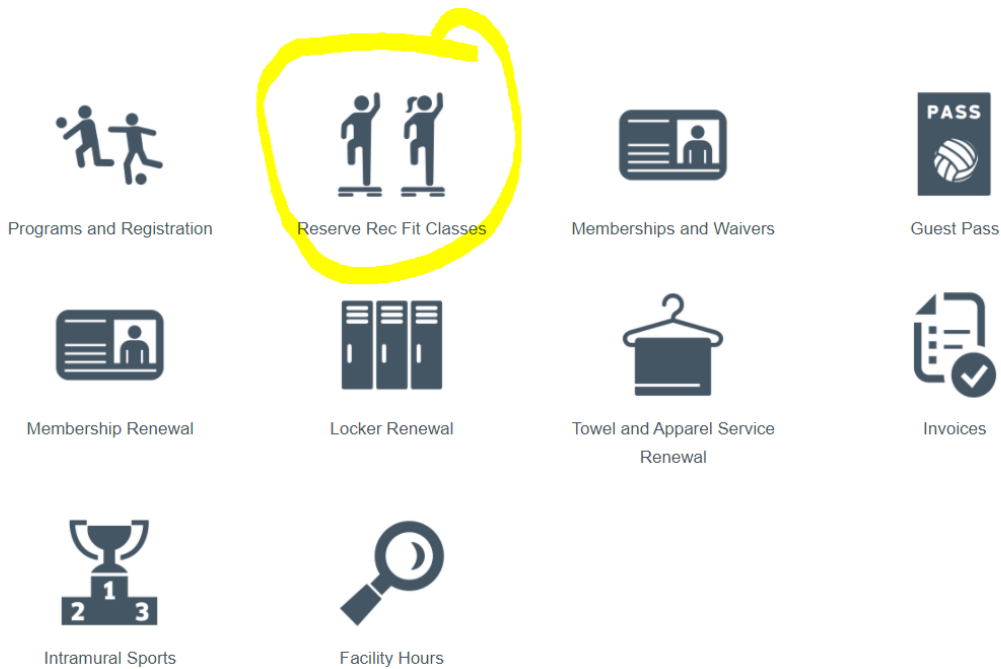 PASS
Programs and Registration
Reserve Rec Fit Classes
Memberships and Waivers
Guest Pass
Membership Renewal
Locker Renewal
Towel and Apparel Service
Renewal
Invoices
1
2 3
Intramural Sports
Facility Hours